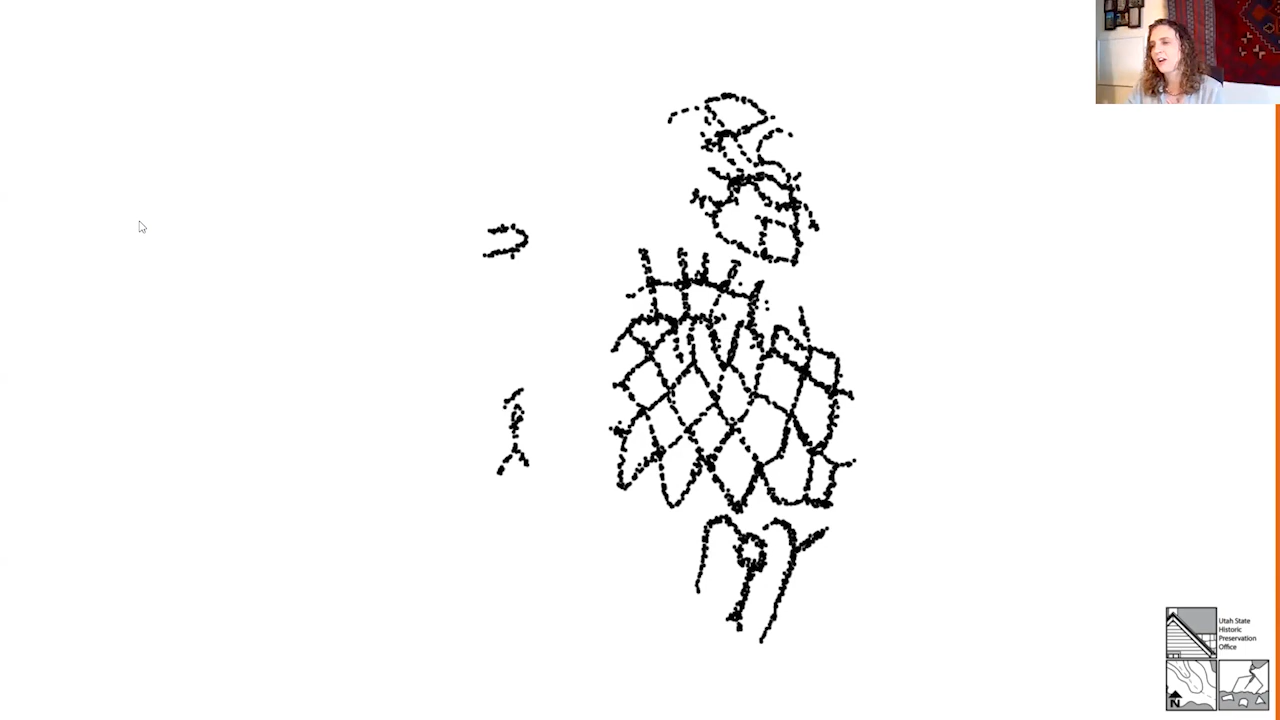 Utah State
Historic
Preservation
Office
N